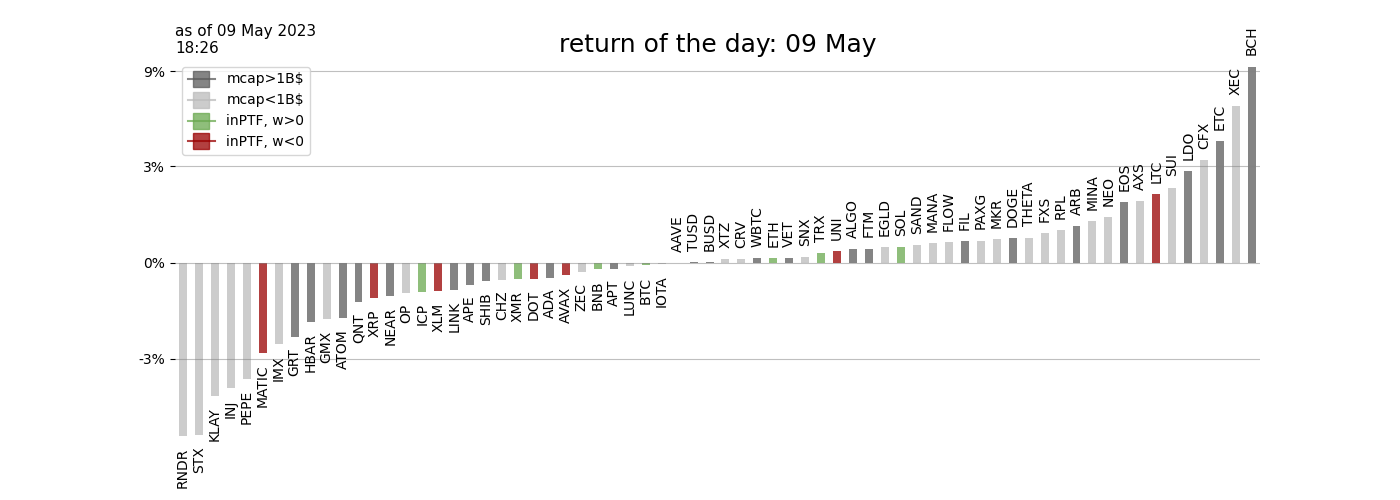 as of 09 May 2023
18:26
return of the day: 09 May
mcap>1B$
mcap<1B$
inPTF, w>0
inPTF, w<0
9%
3%
0%
-3%
RNDR
STX
KLAY
INJ
PEPE
MATIC
IMX
GRT
HBAR
GMX
ATOM
QNT
XRP
NEAR
OP
ICP
XLM
LINK
APE
SHIB
CHZ
XMR
DOT
ADA
AVAX
ZEC
BNB
APT
LUNC
BTC
IOTA
AAVE
TUSD
BUSD
XTZ
CRV
WBTC
ETH
VET
SNX
TRX
UNI
ALGO
FTM
EGLD
SOL
SAND
MANA
FLOW
FIL
PAXG
MKR
DOGE
THETA
FXS
RPL
ARB
MINA
NEO
EOS
AXS
LTC
SUI
LDO
CFX
ETC
XEC
BCH